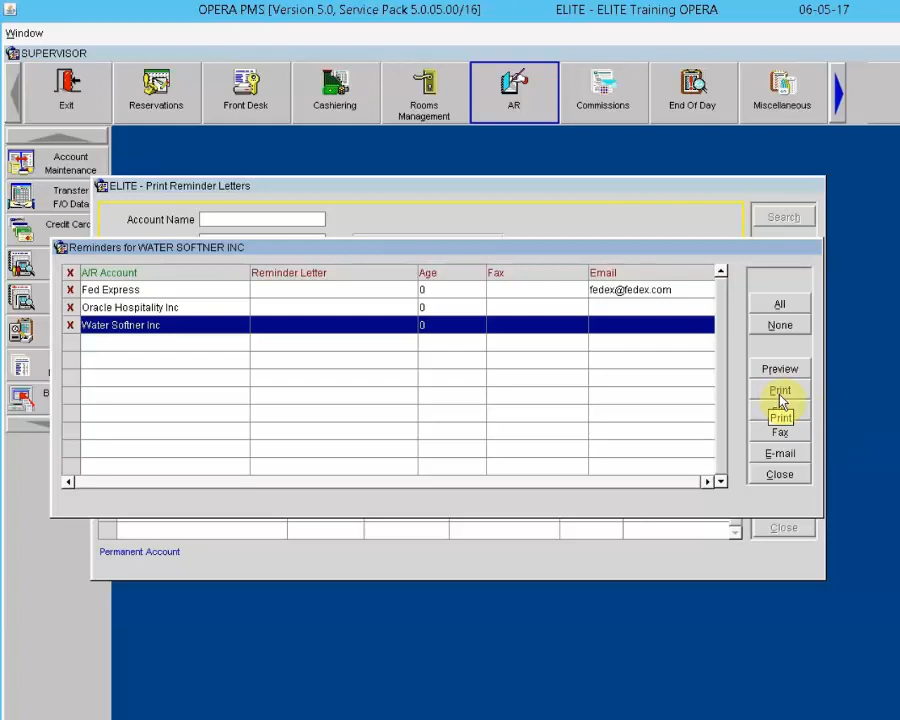 OPERA PMS [Version 5.0, Service Pack 5.0.05.00/16]
ELITE - ELITE Training OPERA
06-05-17
Window
SUPERVISOR
Exit
Reservations
Front Desk
Cashiering
Rooms
Management
AR
Commissions
End Of Day
Miscellaneous
Account
Maintenance
Transfer
F/O Data
Credit Card
ELITE - Print Reminder Letters
Account Name
Search
Reminders for WATER SOFTNER INC
X A/R Account Reminder Letter Age Fax Email
X Fed Express 0 fedex@fedex.com
X Oracle Hospitality Inc 0
X Water Softner Inc 0
All
None
Preview
Print
Print
Fax
E-mail
Close
Close
Permanent Account